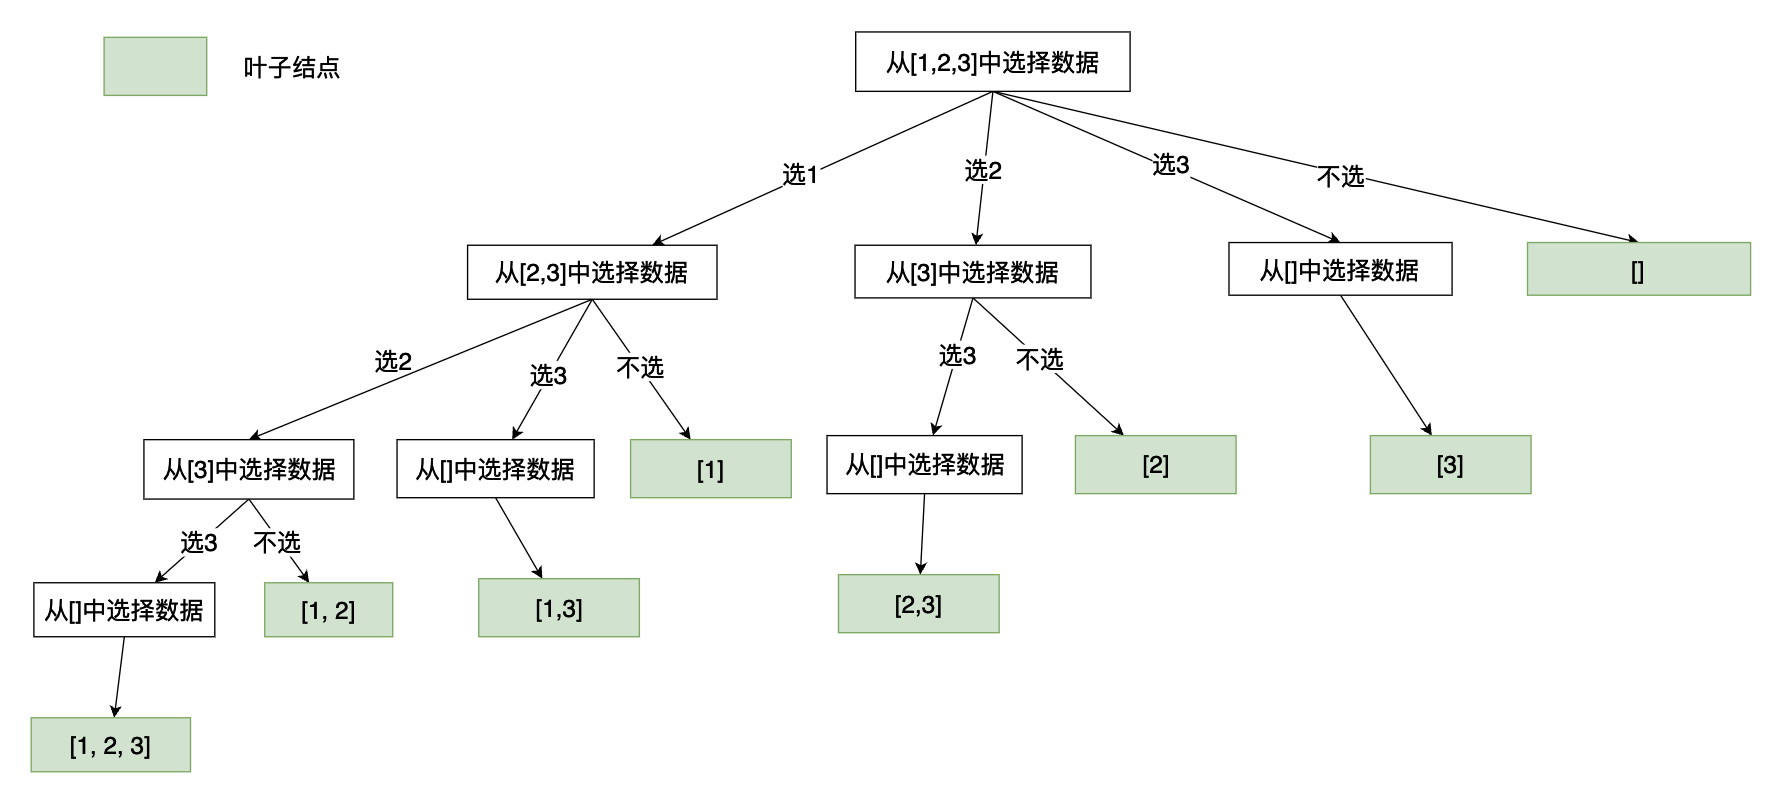 叶子结点
从[1,2,3]中选择数据
选1
选2
选3
不选
从[2,3]中选择数据
从[3]中选择数据
从[]中选择数据
[]
选2
选3
不选
选3
不选
从[3]中选择数据
从[]中选择数据
[1]
从[]中选择数据
[2]
[3]
选3
不选
从[]中选择数据
[1, 2]
[1,3]
[2,3]
[1, 2, 3]